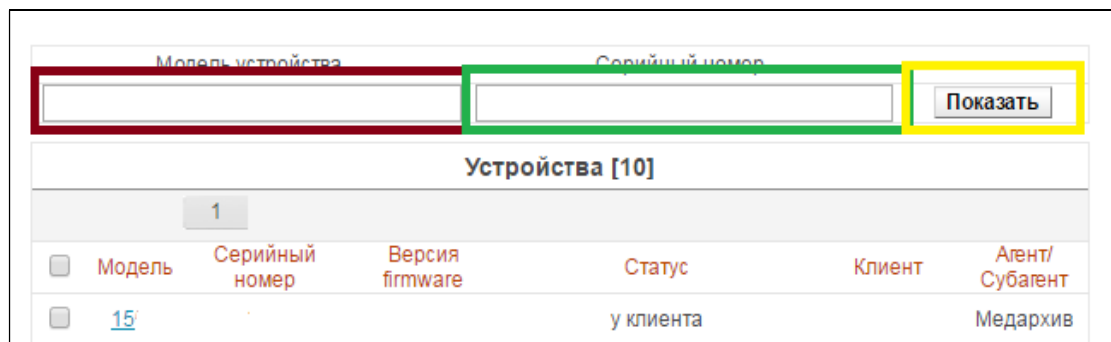 Модель устройства Серийный номер
Показать
Устройства [10]
1
Модель Серийный номер Версия firmware Статус Клиент Агент/ Субагент
15 у клиента Медархив